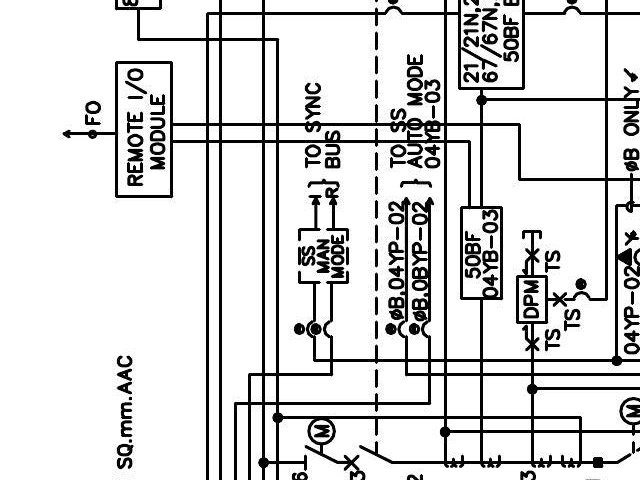 21/21N,
67/67N,
50BF
FO
REMOTE I/O
MODULE
TO SYNC
BUS
TO SS
AUTO MODE
04YB-03
ØB ONLY
I
R
SS
MAN
MODE
ØB,04YP-02
ØB,0BYP-02
50BF
04YB-03
DPM
TS
TS
TS
04YP-02
SQ.mm.AAC
M
M